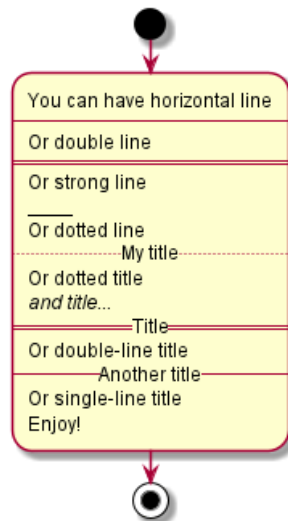 You can have horizontal line
Or double line
Or strong line
____
Or dotted line
My title
Or dotted title
and title...
Title
Or double-line title
Another title
Or single-line title
Enjoy!